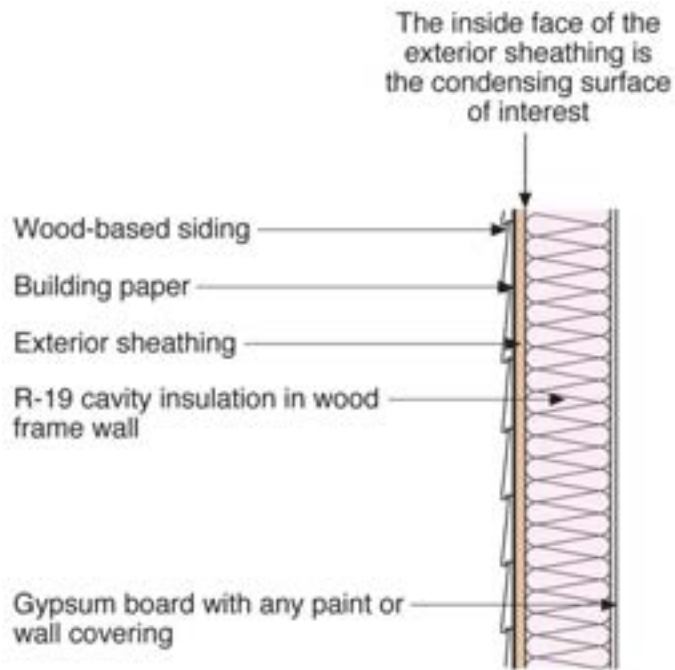 The inside face of the
exterior sheathing is
the condensing surface
of interest
Wood-based siding
Building paper
Exterior sheathing
R-19 cavity insulation in wood
frame wall
Gypsum board with any paint or
wall covering